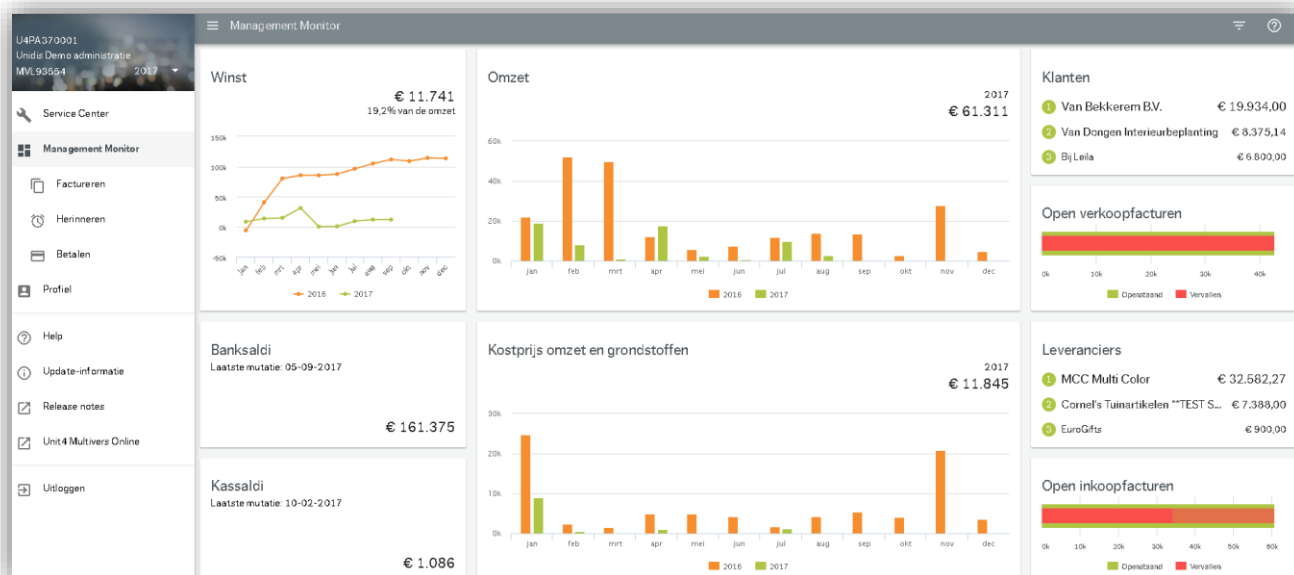 U4PA370001
Unidis Demo administratie
MVL93554 2017
Service Center
Management Monitor
Factureren
Herinneren
Betalen
Profiel
Help
Update-informatie
Release notes
Unit4 Multivers Online
Uitloggen
Management Monitor
Winst
€ 11.741
19,2% van de omzet
150k
100k
50k
0k
-50k
jan feb mrt apr mei jun jul aug sep okt nov dec
2016 2017
Omzet
2017
€ 61.311
60k
40k
20k
0k
jan feb mrt apr mei jun jul aug sep okt nov dec
2016 2017
Klanten
1 Van Bekkerem B.V. € 19.934,00
2 Van Dongen Interieurbeplanting € 8.375,14
3 Bij Leila € 6.800,00
Open verkoopfacturen
0k 10k 20k 30k 40k
Openstaand Vervallen
Banksaldi
Laatste mutatie: 05-09-2017
€ 161.375
Kassaldi
Laatste mutatie: 10-02-2017
€ 1.086
Kostprijs omzet en grondstoffen
2017
€ 11.845
30k
20k
10k
0k
jan feb mrt apr mei jun jul aug sep okt nov dec
2016 2017
Leveranciers
1 MCC Multi Color € 32.582,27
2 Cornel's Tuinartikelen **TEST S... € 7.388,00
3 EuroGifts € 900,00
Open inkoopfacturen
0k 10k 20k 30k 40k 50k 60k
Openstaand Vervallen